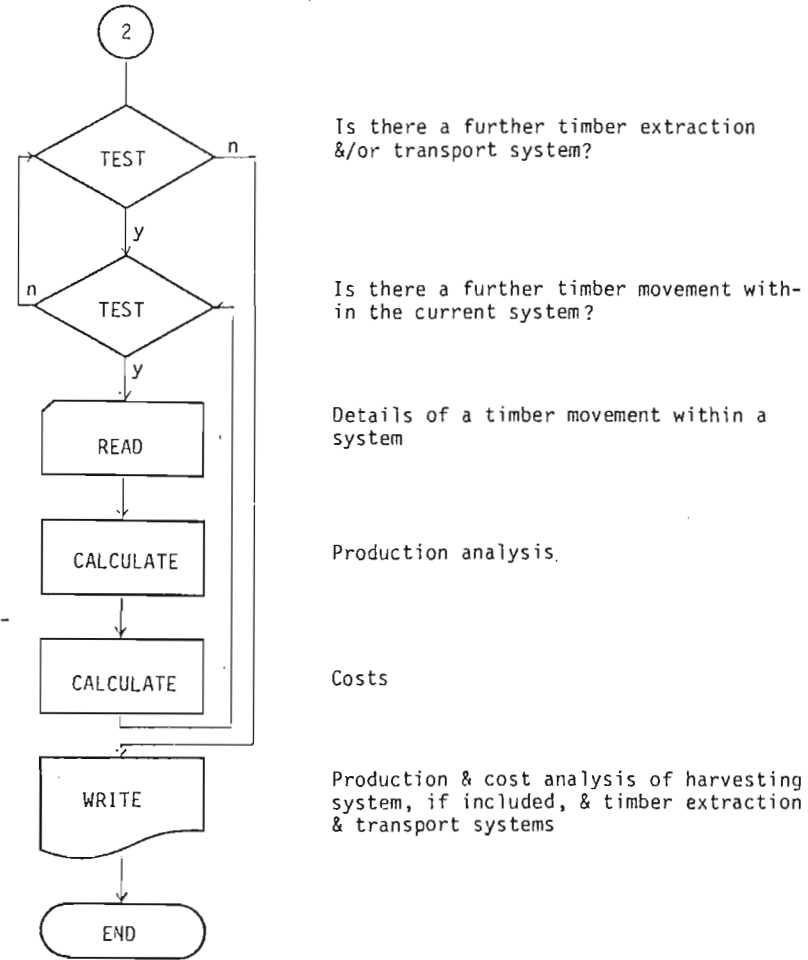 2
TEST
n
Is there a further timber extraction
&/or transport system?
y
n
TEST
Is there a further timber movement with-
in the current system?
y
READ
Details of a timber movement within a
system
CALCULATE
Production analysis.
CALCULATE
Costs
WRITE
Production & cost analysis of harvesting
system, if included, & timber extraction
& transport systems
END